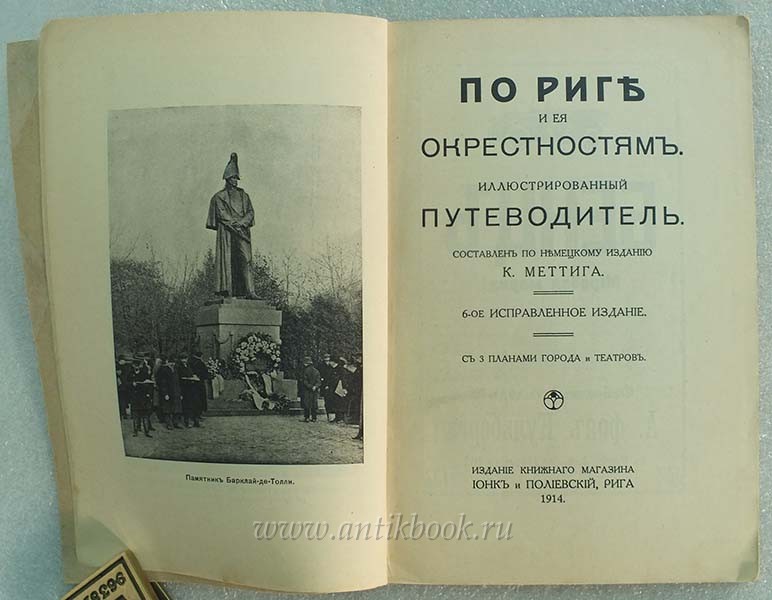 Памятникъ Барклай-де-Толли.
ПО РИГѢ
И ЕЯ
ОКРЕСТНОСТЯМЪ.
ИЛЛЮСТРИРОВАННЫЙ
ПУТЕВОДИТЕЛЬ.
СОСТАВЛЕНЪ ПО НѢМЕЦКОМУ ИЗДАНІЮ
К. МЕТТИГА.
6-ОЕ ИСПРАВЛЕННОЕ ИЗДАНІЕ.
СЪ 3 ПЛАНАМИ ГОРОДА и ТЕАТРОВЪ.
ИЗДАНІЕ КНИЖНАГО МАГАЗИНА
ІОНКЪ и ПОЛІЕВСКІЙ, РИГА
1914.
www.antikbook.ru